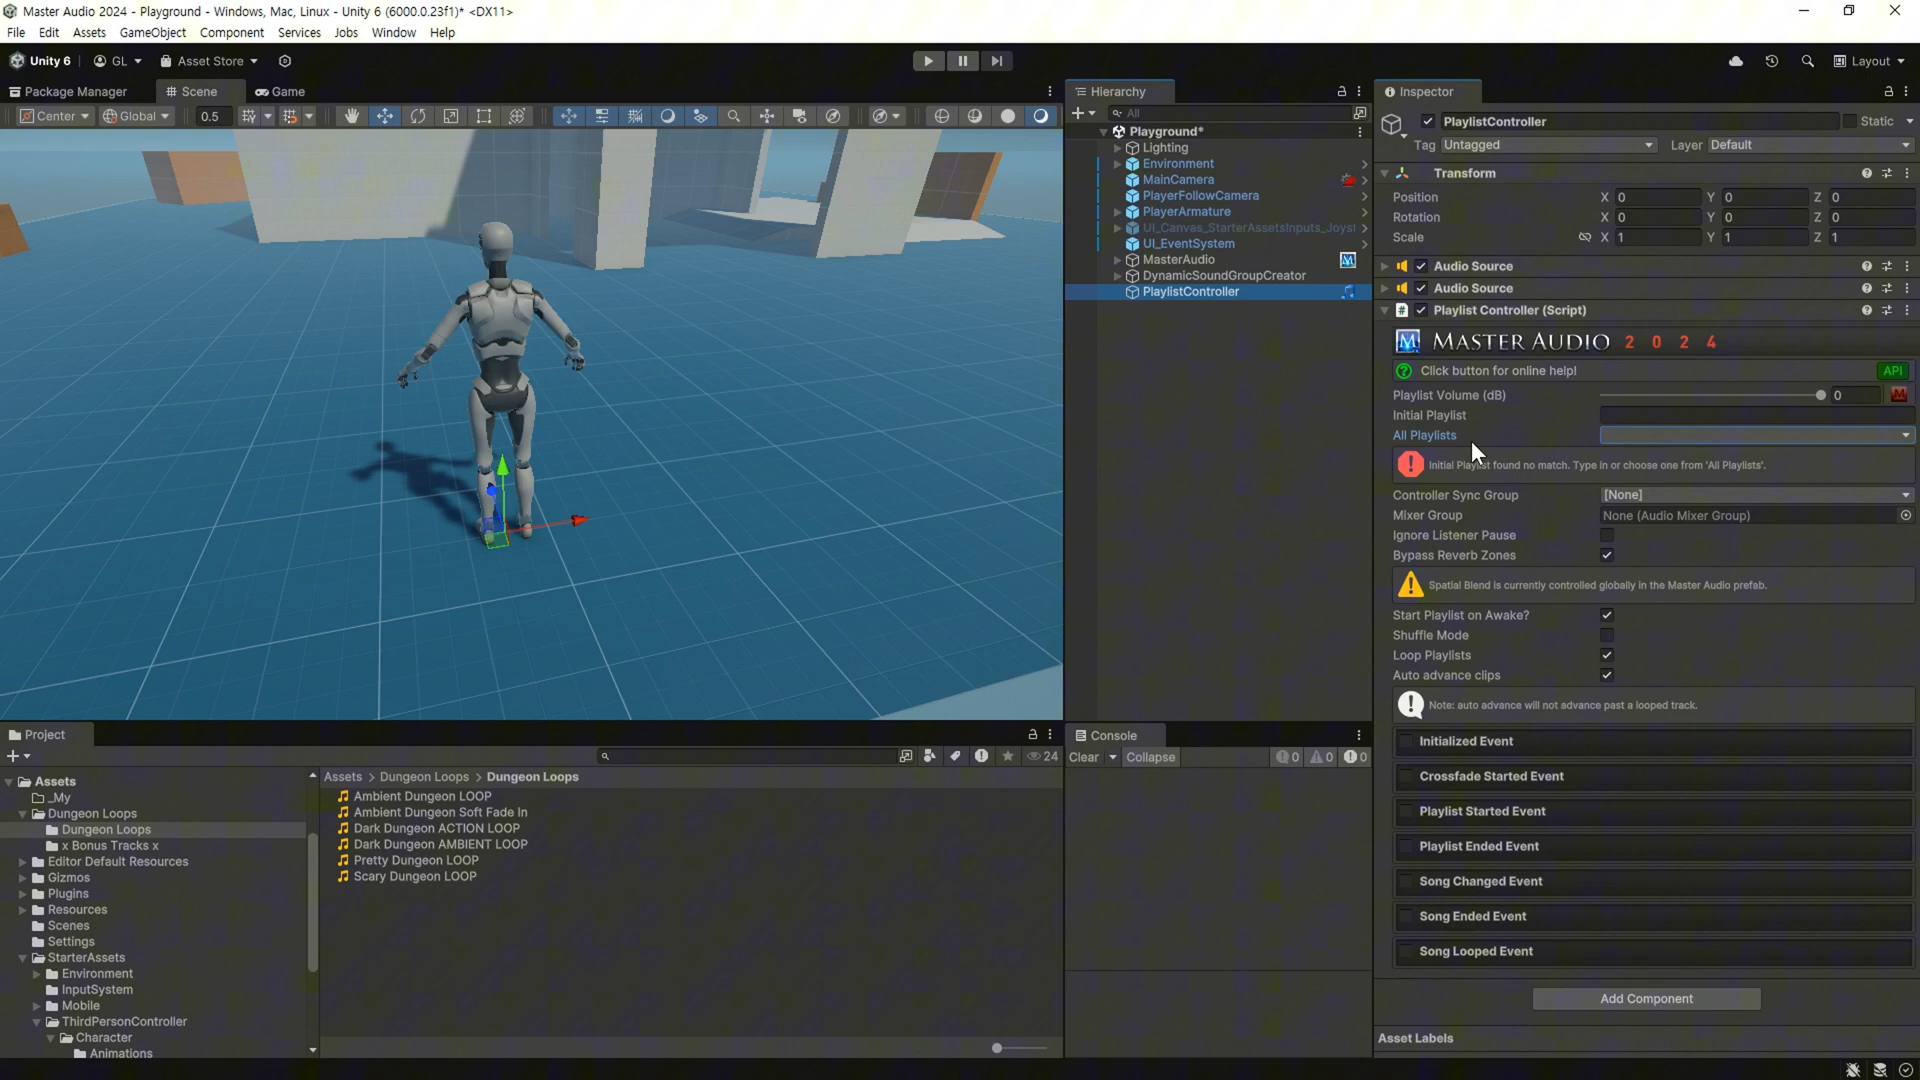 Master Audio 2024 - Playground - Windows, Mac, Linux - Unity 6 (6000.0.23f1)* <DX11>
File Edit Assets GameObject Component Services Jobs Window Help
Unity 6 GL Asset Store Layout
Package Manager Scene Game
Center Global 0.5
Hierarchy
All
Playground*
Lighting
Environment
MainCamera
PlayerFollowCamera
PlayerArmature
UI_Canvas_StarterAssetsInputs_Joyst
UI_EventSystem
MasterAudio
DynamicSoundGroupCreator
PlaylistController
Inspector
PlaylistController Static
Tag Untagged Layer Default
Transform
Position X 0 Y 0 Z 0
Rotation X 0 Y 0 Z 0
Scale X 1 Y 1 Z 1
Audio Source
Audio Source
Playlist Controller (Script)
MASTER AUDIO 2 0 2 4
Click button for online help! API
Playlist Volume (dB) 0
Initial Playlist
All Playlists
Initial Playlist found no match. Type in or choose one from 'All Playlists'.
Controller Sync Group [None]
Mixer Group None (Audio Mixer Group)
Ignore Listener Pause
Bypass Reverb Zones
Spatial Blend is currently controlled globally in the Master Audio prefab.
Start Playlist on Awake?
Shuffle Mode
Loop Playlists
Auto advance clips
Note: auto advance will not advance past a looped track.
Initialized Event
Crossfade Started Event
Playlist Started Event
Playlist Ended Event
Song Changed Event
Song Ended Event
Song Looped Event
Add Component
Asset Labels
Project
24
Assets
_My
Dungeon Loops
Dungeon Loops
x Bonus Tracks x
Editor Default Resources
Gizmos
Plugins
Resources
Scenes
Settings
StarterAssets
Environment
InputSystem
Mobile
ThirdPersonController
Character
Animations
Assets > Dungeon Loops > Dungeon Loops
Ambient Dungeon LOOP
Ambient Dungeon Soft Fade In
Dark Dungeon ACTION LOOP
Dark Dungeon AMBIENT LOOP
Pretty Dungeon LOOP
Scary Dungeon LOOP
Console
Clear Collapse 0 0 0